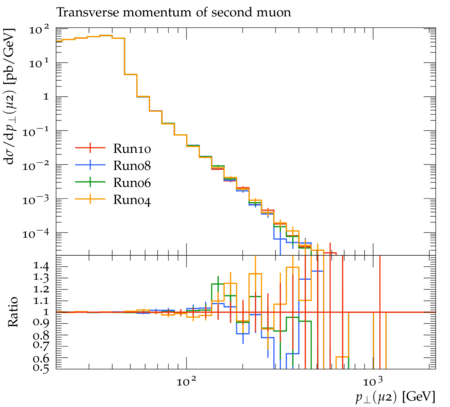 Transverse momentum of second muon
dσ/dp⊥(µ2) [pb/GeV]
10²
10¹
1
10⁻¹
10⁻²
10⁻³
10⁻⁴
Run10
Run08
Run06
Run04
Ratio
1.4
1.3
1.2
1.1
1
0.9
0.8
0.7
0.6
0.5
10²
10³
p⊥(µ2) [GeV]